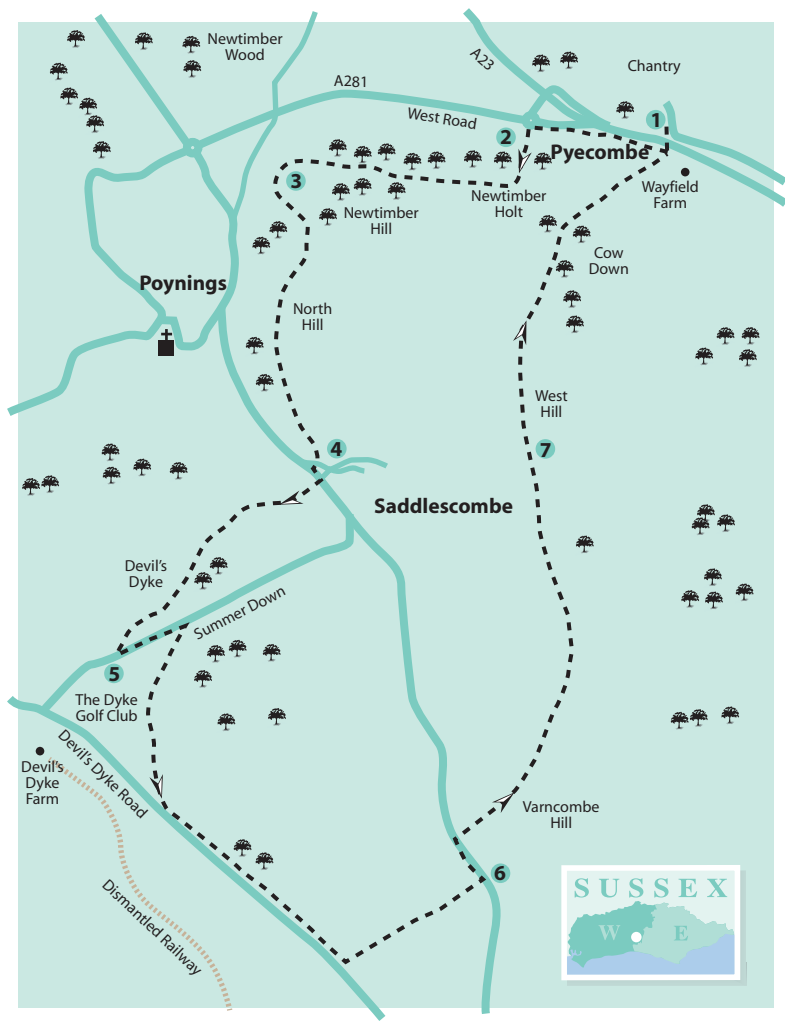 Newtimber
Wood
A23
Chantry
A281
West Road
1
2
Pyecombe
3
Wayfield
Farm
Newtimber
Holt
Newtimber
Hill
Cow
Down
Poynings
North
Hill
West
Hill
4
7
Saddlescombe
Devil's
Dyke
Summer Down
5
The Dyke
Golf Club
Devil's Dyke Road
Devil's
Dyke
Farm
Varncombe
Hill
6
Dismantled Railway
SUSSEX
W E